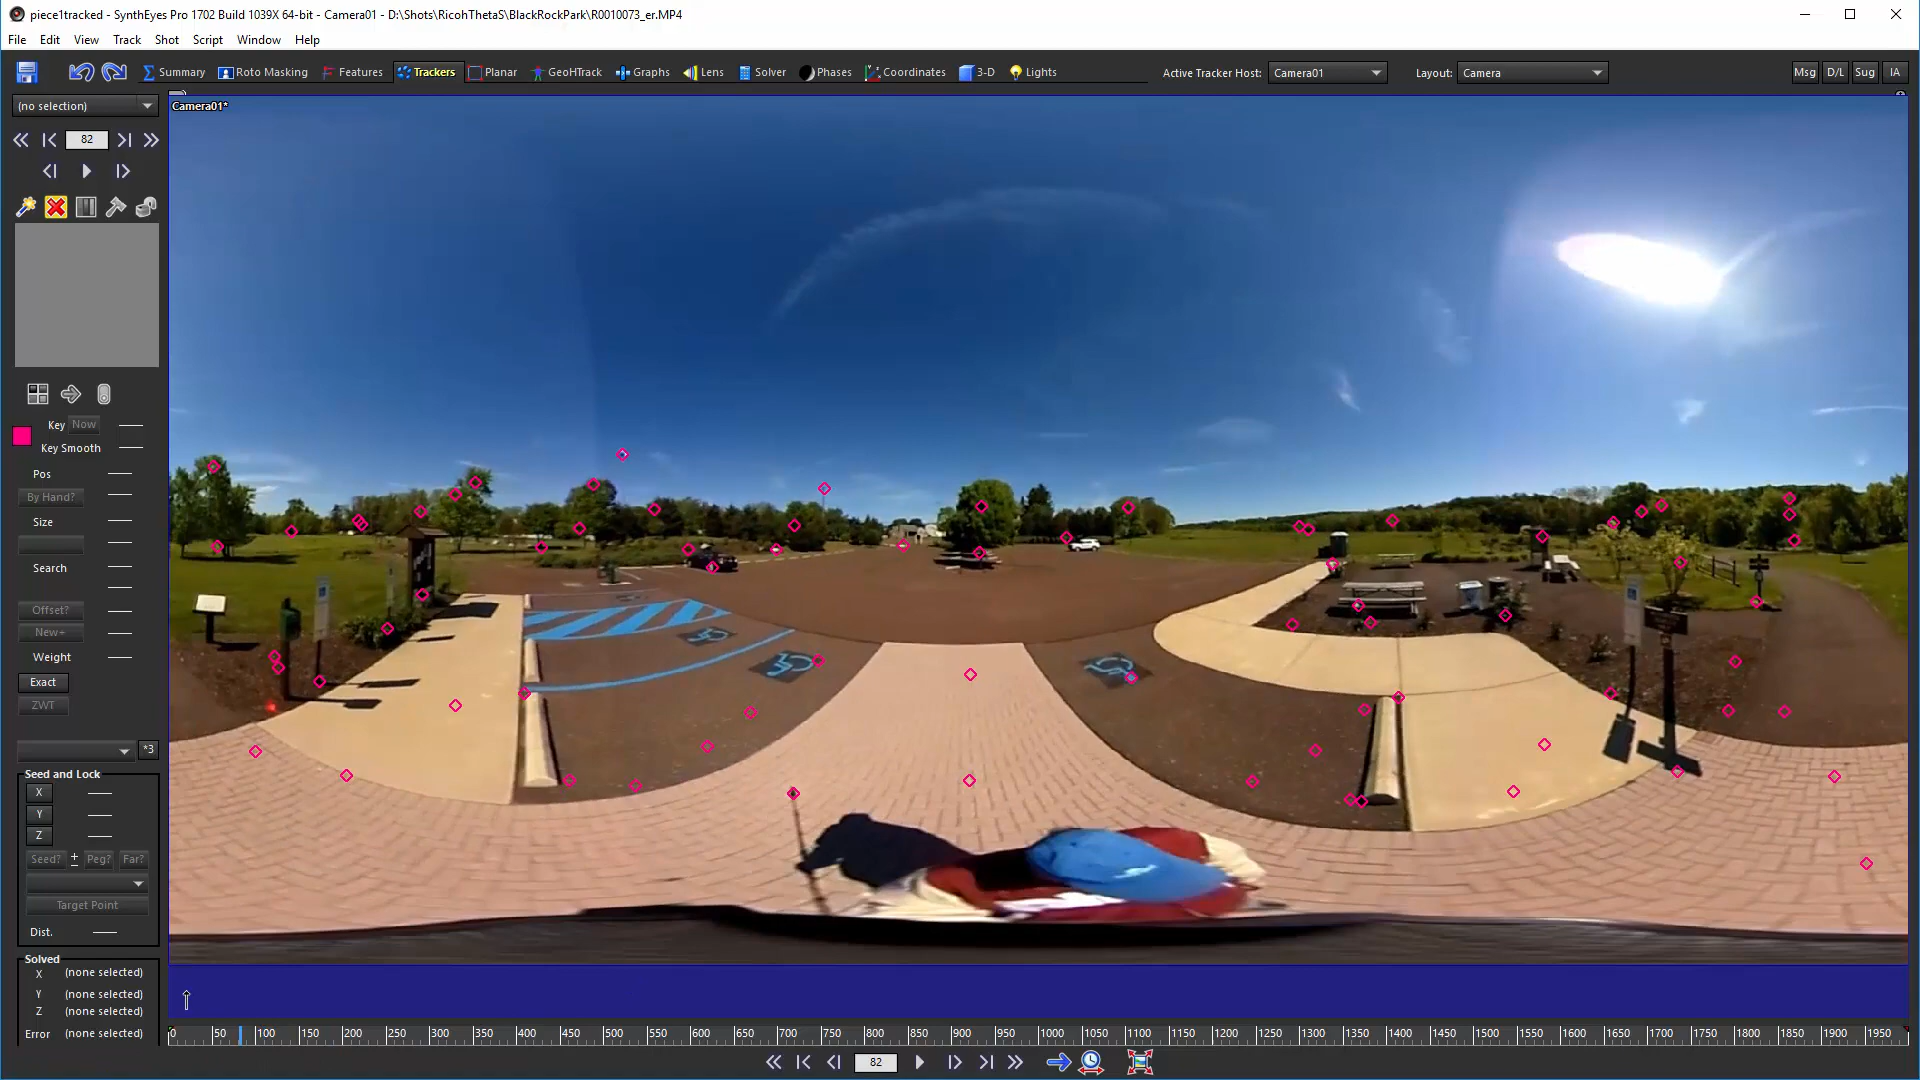 piece1tracked - SynthEyes Pro 1702 Build 1039X 64-bit - Camera01 - D:\Shots\RicohThetaS\BlackRockPark\R0010073_er.MP4
File Edit View Track Shot Script Window Help
Summary Roto Masking Features Trackers Planar GeoHTrack Graphs Lens Solver Phases Coordinates 3-D Lights Active Tracker Host: Camera01 Layout: Camera Msg D/L Sug IA
(no selection)
Camera01*
82
Key Now
Key Smooth
Pos
By Hand?
Size
Search
Offset?
New+
Weight
Exact
ZWT
*3
Seed and Lock
X
Y
Z
Seed? ± Peg? Far?
Target Point
Dist.
Solved
X (none selected)
Y (none selected)
Z (none selected)
Error (none selected)
0 50 100 150 200 250 300 350 400 450 500 550 600 650 700 750 800 850 900 950 1000 1050 1100 1150 1200 1250 1300 1350 1400 1450 1500 1550 1600 1650 1700 1750 1800 1850 1900 1950
82